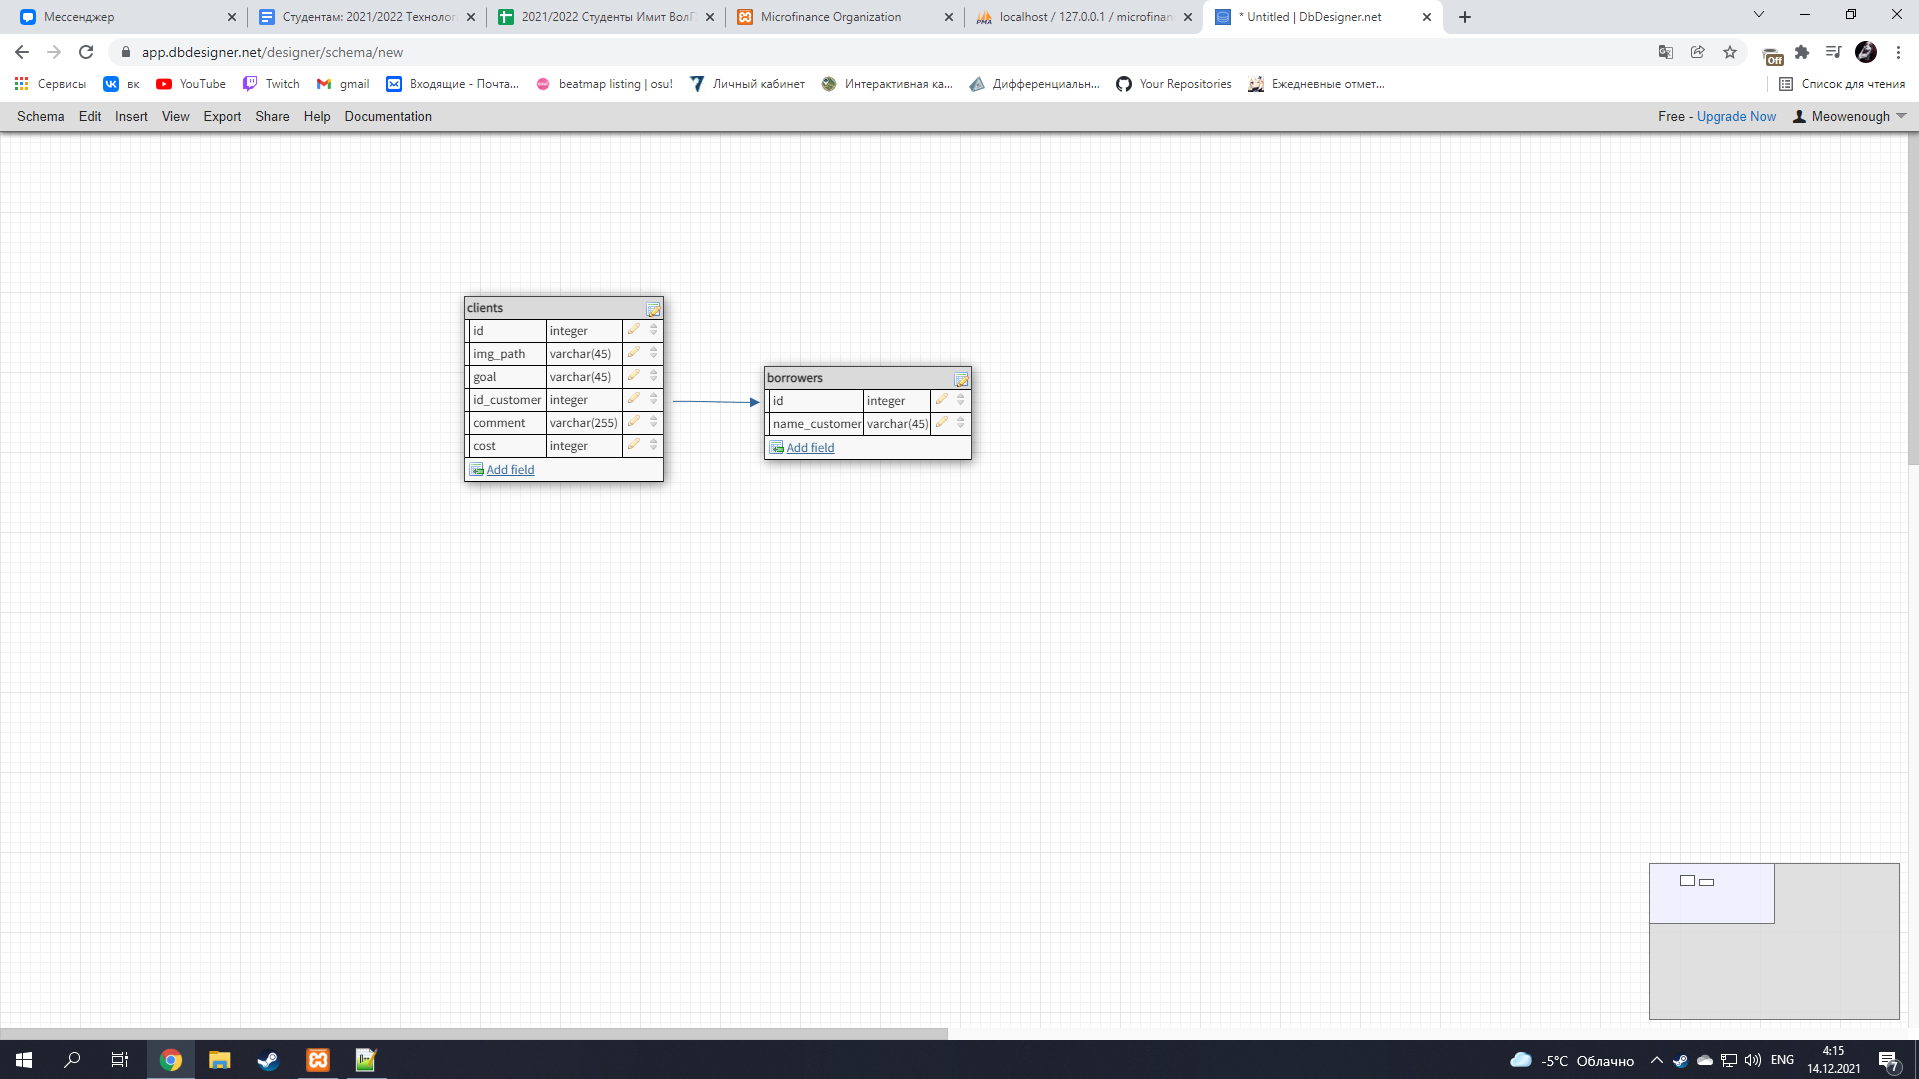 Мессенджер
Студентам: 2021/2022 Технолог
2021/2022 Студенты Имит ВолГ
Microfinance Organization
localhost / 127.0.0.1 / microfinan
* Untitled | DbDesigner.net
app.dbdesigner.net/designer/schema/new
Off
Сервисы
вк
YouTube
Twitch
gmail
Входящие - Почта...
beatmap listing | osu!
Личный кабинет
Интерактивная ка...
Дифференциальн...
Your Repositories
Ежедневные отмет...
Список для чтения
Schema Edit Insert View Export Share Help Documentation
Free - Upgrade Now
Meowenough
clients
id integer
img_path varchar(45)
goal varchar(45)
id_customer integer
comment varchar(255)
cost integer
Add field
borrowers
id integer
name_customer varchar(45)
Add field
-5°C Облачно
ENG
4:15
14.12.2021
7